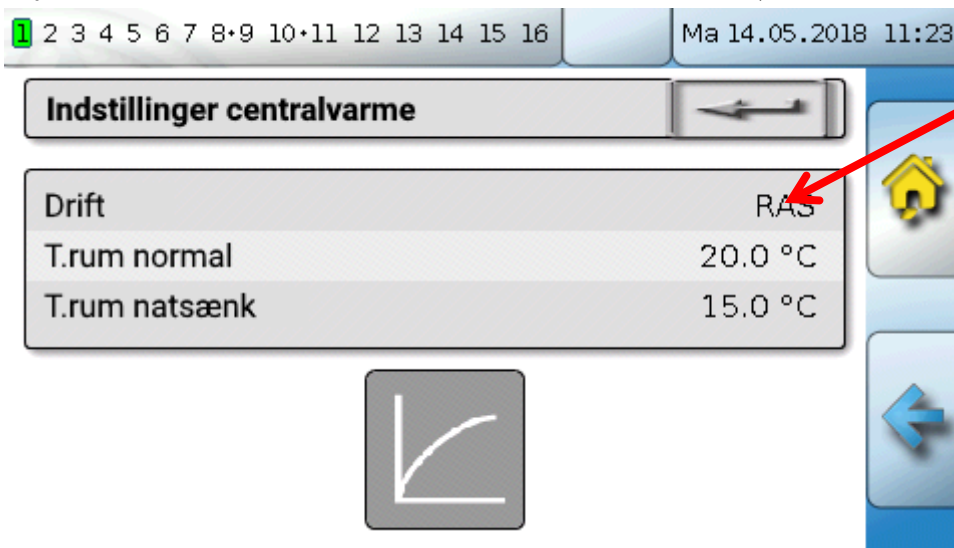 1 2 3 4 5 6 7 8·9 10·11 12 13 14 15 16 Ma 14.05.2018 11:23
Indstillinger centralvarme
Drift RAS
T.rum normal 20.0 °C
T.rum natsænk 15.0 °C